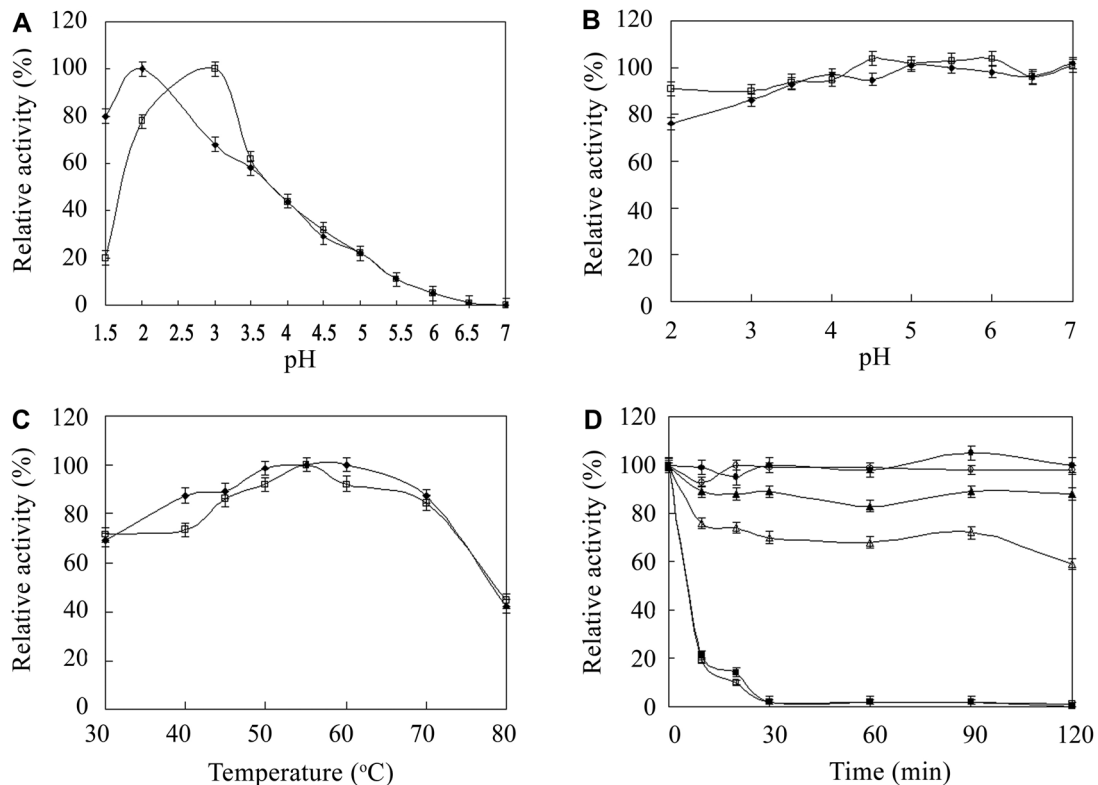 A
Relative activity (%)
120
100
80
60
40
20
0
1.5 2 2.5 3 3.5 4 4.5 5 5.5 6 6.5 7
pH
B
Relative activity (%)
120
100
80
60
40
20
0
2 3 4 5 6 7
pH
C
Relative activity (%)
120
100
80
60
40
20
0
30 40 50 60 70 80
Temperature (°C)
D
Relative activity (%)
120
100
80
60
40
20
0
0 30 60 90 120
Time (min)